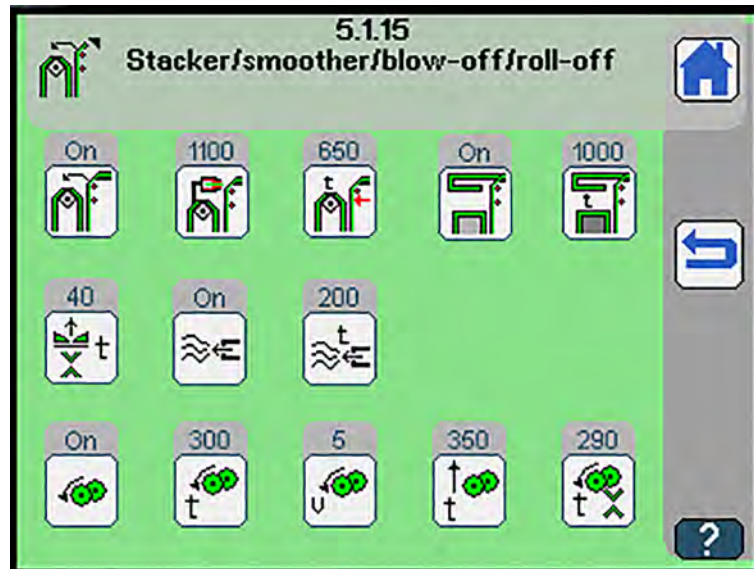 5.1.15
Stacker/smoother/blow-off/roll-off
On 1100 650 On 1000
t t
40 On 200
t t
On 300 5 350 290
t v t t
?